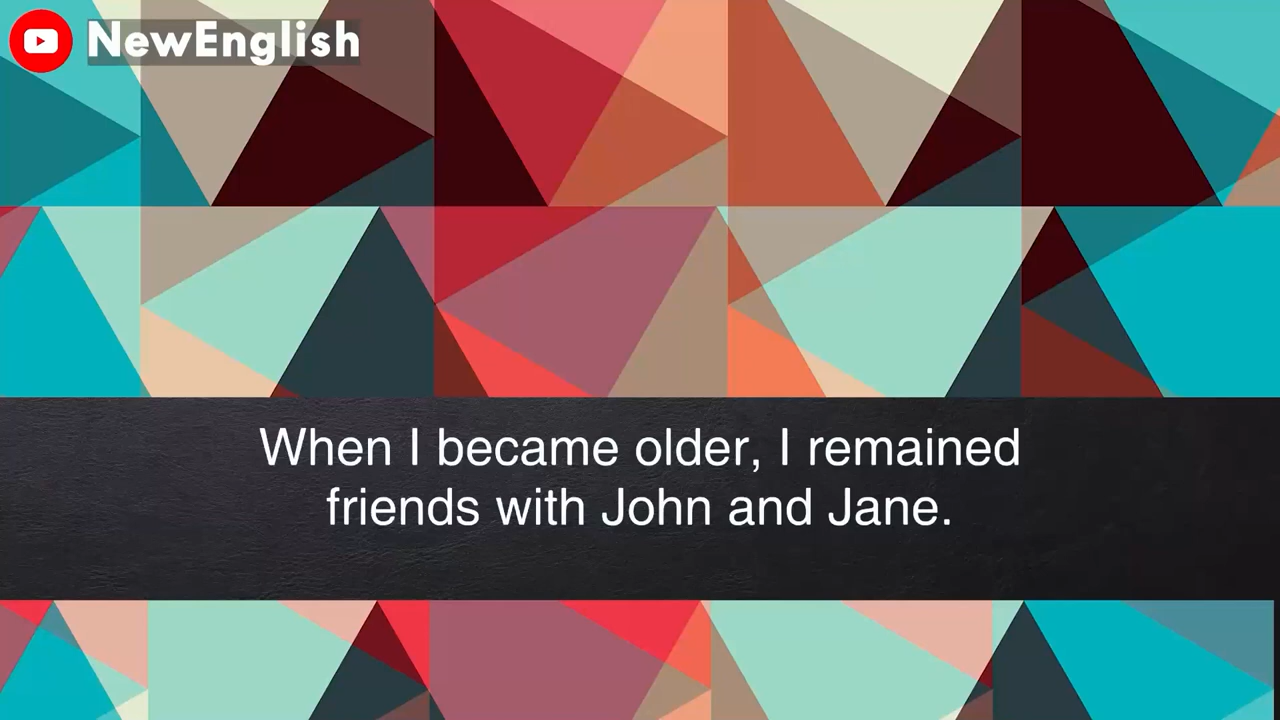 NewEnglish
When I became older, I remained
friends with John and Jane.